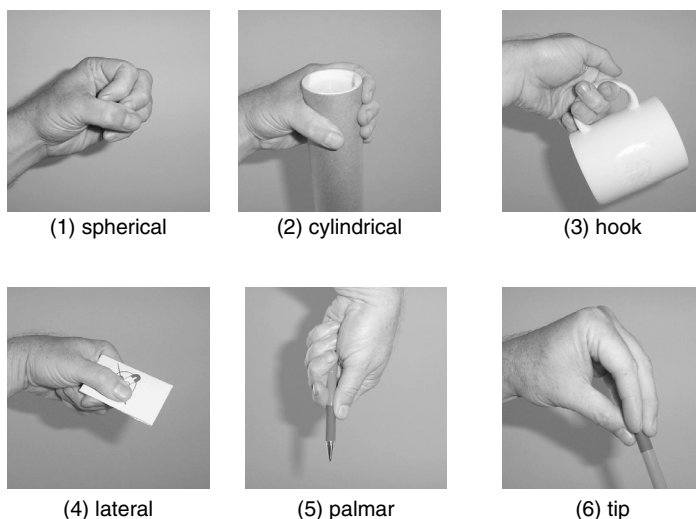 (1) spherical
(2) cylindrical
(3) hook
(4) lateral
(5) palmar
(6) tip